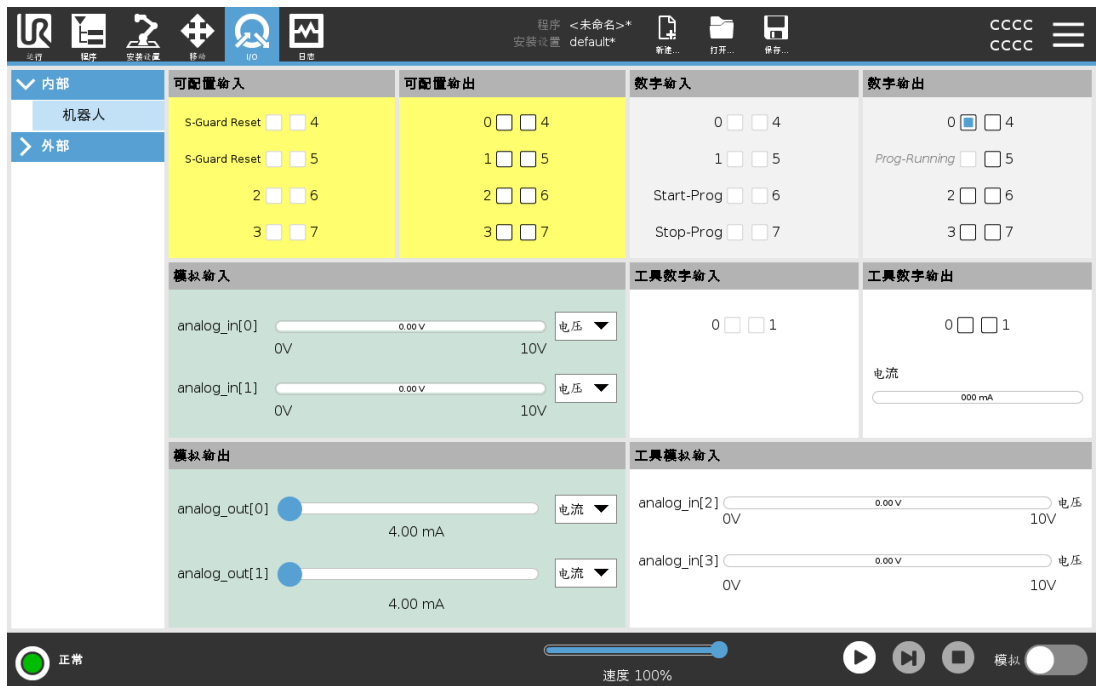 程序 <未命名>*
安装设置 default*
CCCC
CCCC
UR
运行 程序 安装设置 移动 I/O 日志 新建... 打开... 保存...
内部
机器人
外部
可配置输入
S-Guard Reset 4
S-Guard Reset 5
2 6
3 7
可配置输出
0 4
1 5
2 6
3 7
数字输入
0 4
1 5
Start-Prog 6
Stop-Prog 7
数字输出
0 4
Prog-Running 5
2 6
3 7
模拟输入
analog_in[0] 0.00 V 电压
0V 10V
analog_in[1] 0.00 V 电压
0V 10V
工具数字输入
0 1
工具数字输出
0 1
电流
000 mA
模拟输出
analog_out[0] 电流
4.00 mA
analog_out[1] 电流
4.00 mA
工具模拟输入
analog_in[2] 0.00 V 电压
0V 10V
analog_in[3] 0.00 V 电压
0V 10V
正常
速度 100%
模拟